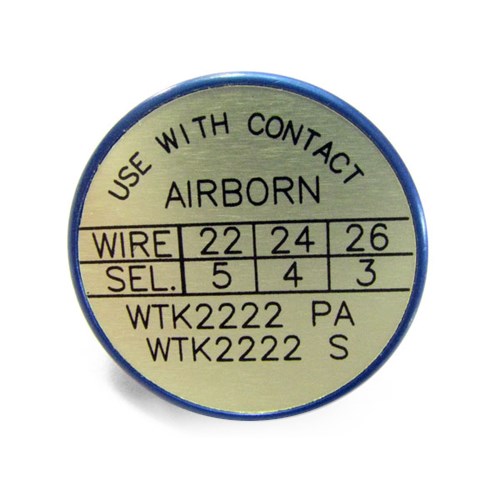 USE WITH CONTACT
AIRBORN
WIRE 22 24 26
SEL. 5 4 3
WTK2222 PA
WTK2222 S